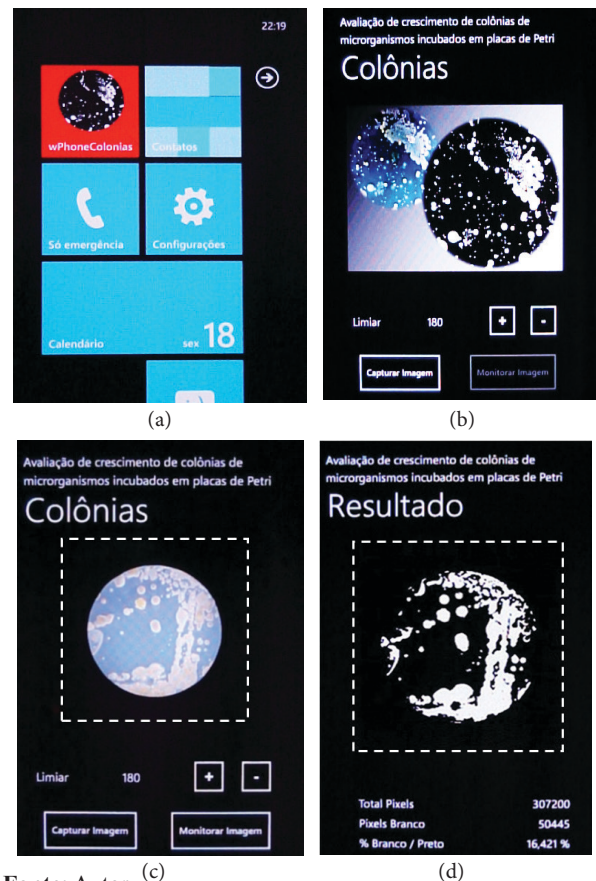 22:19
wPhoneColonias
Contatos
Só emergência
Configurações
Calendário
sex 18
(a)
Avaliação de crescimento de colônias de
microrganismos incubados em placas de Petri
Colônias
Limiar 180 + -
Capturar Imagem
Monitorar Imagem
(b)
Avaliação de crescimento de colônias de
microrganismos incubados em placas de Petri
Colônias
Limiar 180 + -
Capturar Imagem
Monitorar Imagem
(c)
Avaliação de crescimento de colônias de
microrganismos incubados em placas de Petri
Resultado
Total Pixels 307200
Pixels Branco 50445
% Branco / Preto 16,421 %
(d)